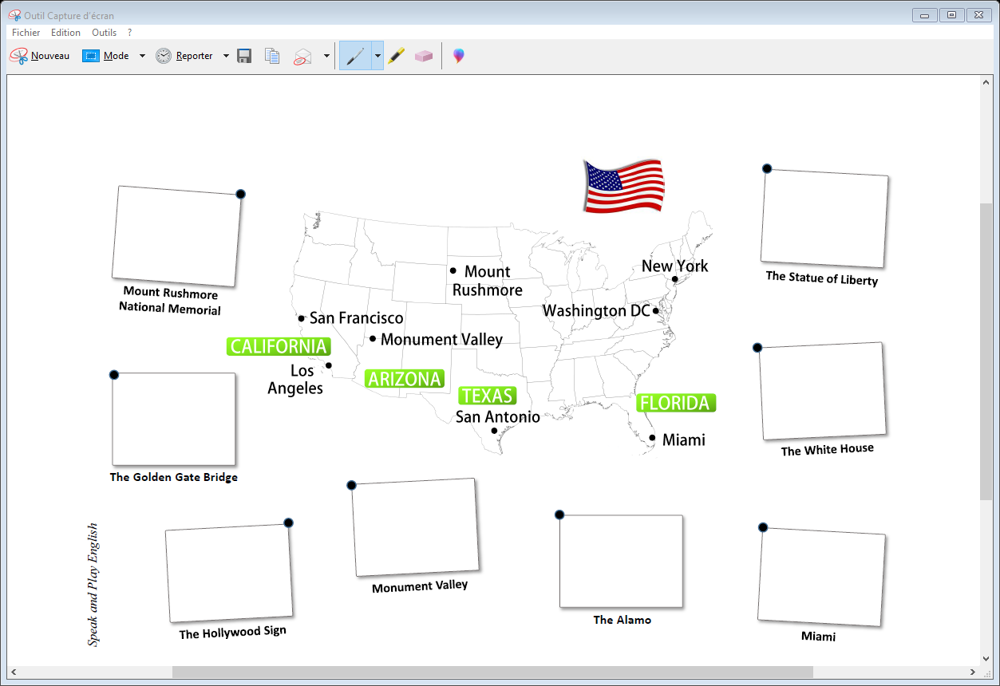 Outil Capture d'écran
Fichier Edition Outils ?
Nouveau Mode Reporter
New York
The Statue of Liberty
Mount
Rushmore
Mount Rushmore
National Memorial
Washington DC
San Francisco
Monument Valley
CALIFORNIA
Los
Angeles
ARIZONA
TEXAS
San Antonio
FLORIDA
Miami
The White House
The Golden Gate Bridge
Speak and Play English
Monument Valley
The Alamo
The Hollywood Sign
Miami